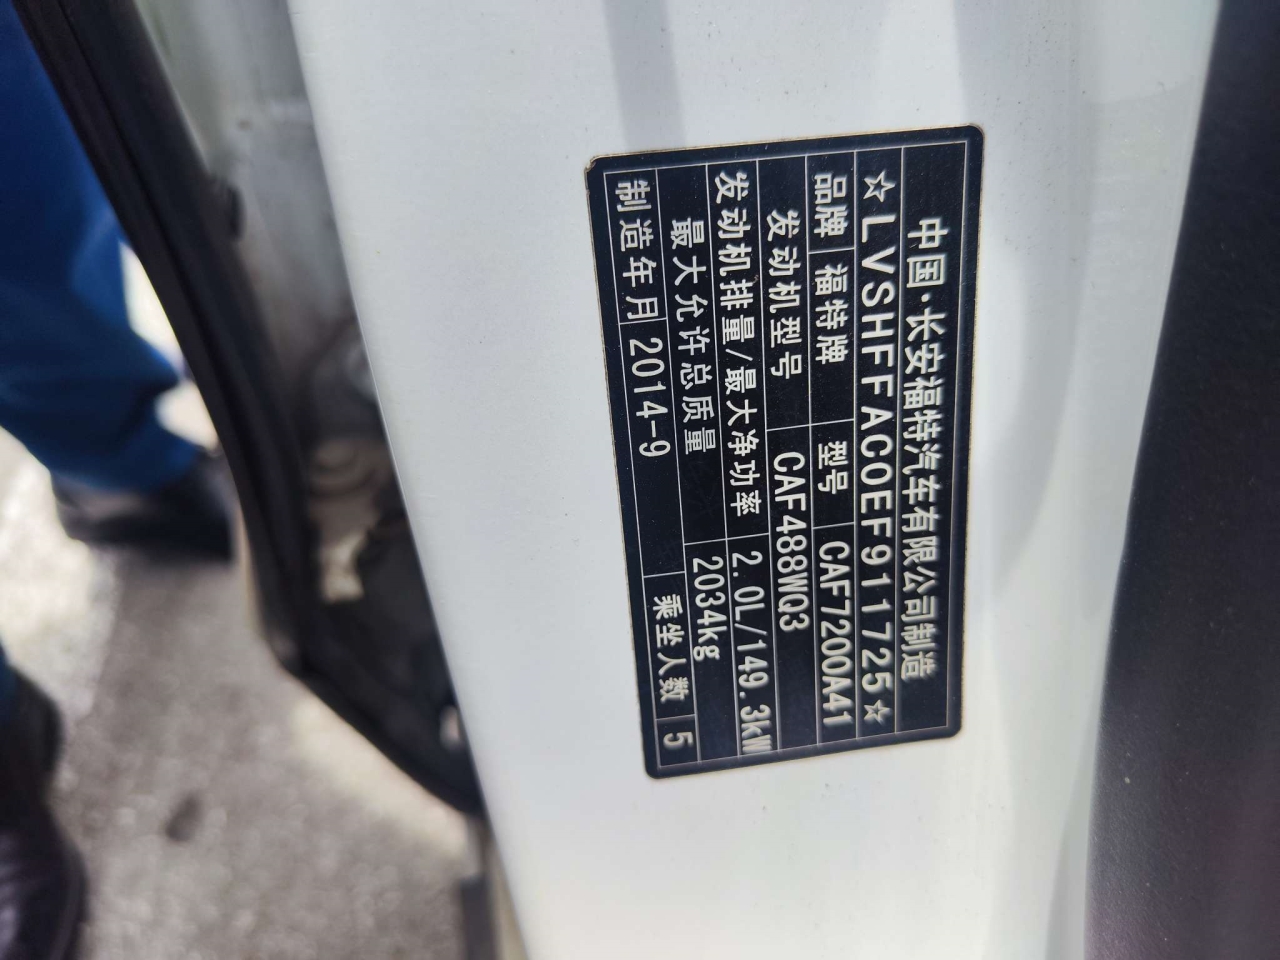 中国·长安福特汽车有限公司制造
☆LVSHFFAC0EF911725☆
品牌 福特牌 型号 CAF7200A41
发动机型号 CAF488WQ3
发动机排量/最大净功率 2.0L/149.3kW
最大允许总质量 2034kg
制造年月 2014-9 乘坐人数 5